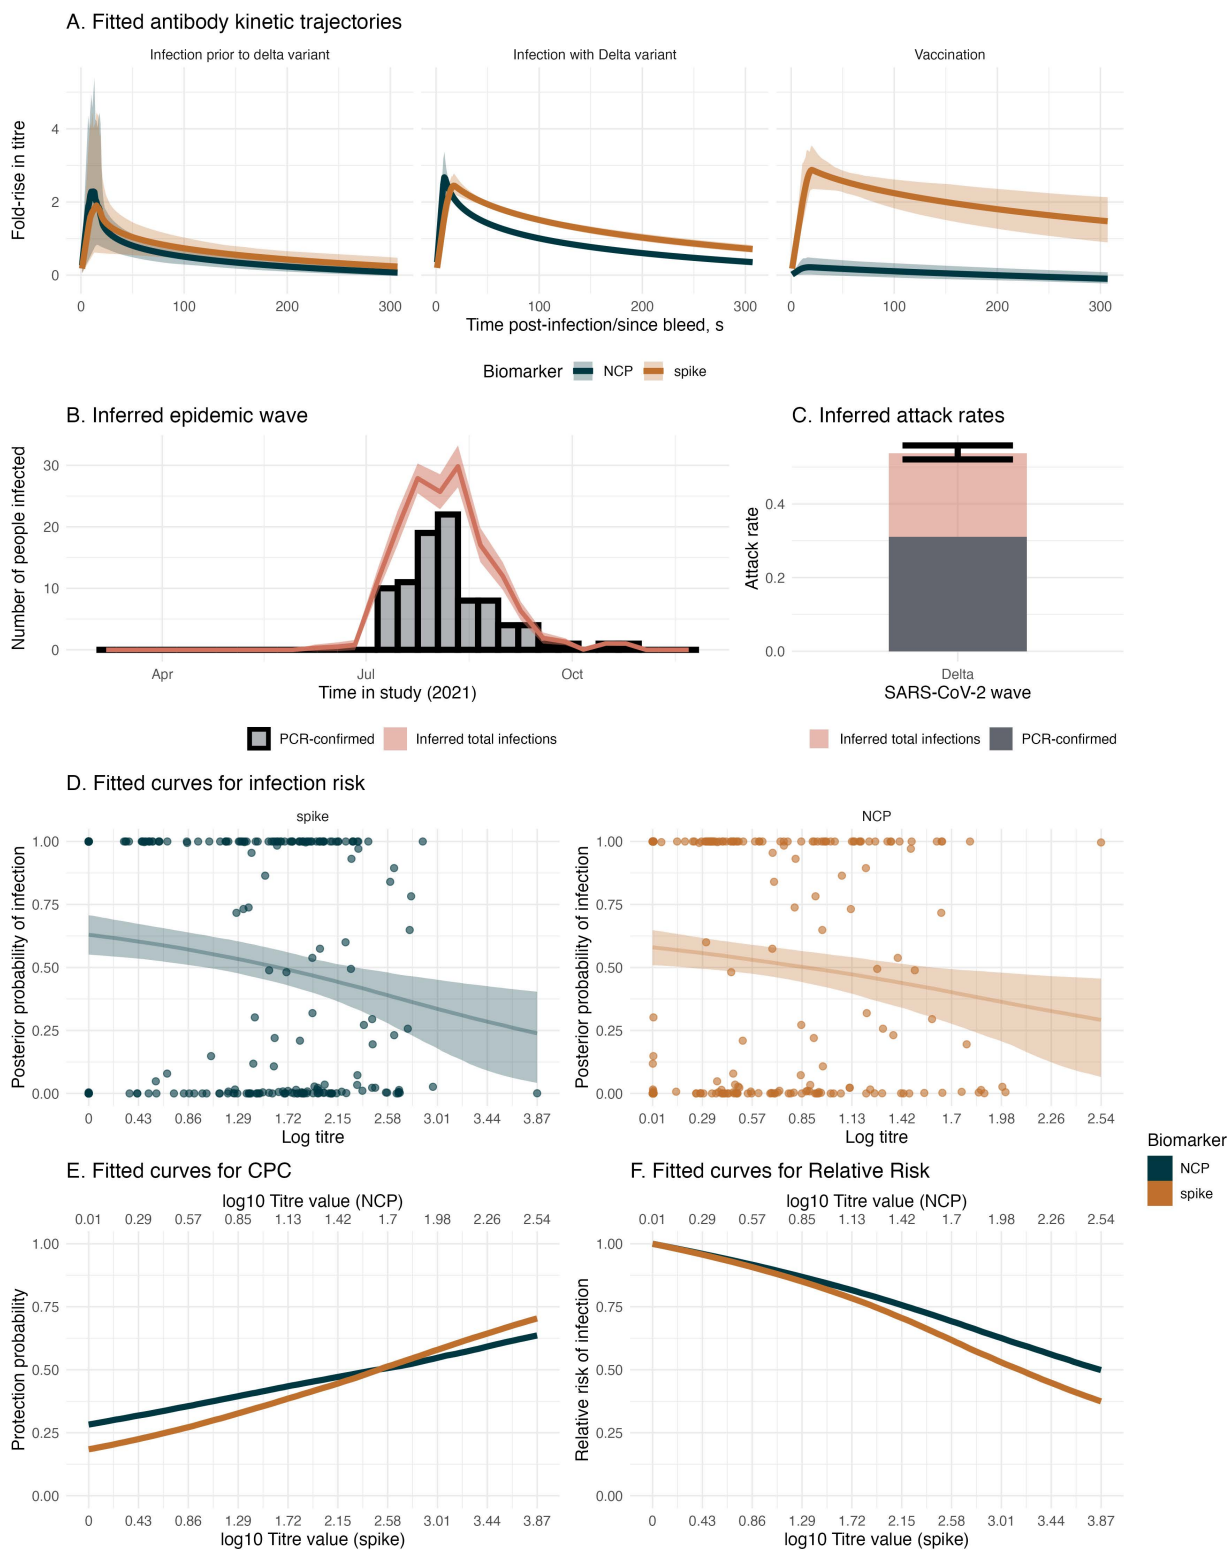 A. Fitted antibody kinetic trajectories
Infection prior to delta variant
Infection with Delta variant
Vaccination
Fold-rise in titre
4
2
0
0 100 200 300
0 100 200 300
0 100 200 300
Time post-infection/since bleed, s
Biomarker NCP spike
B. Inferred epidemic wave
Number of people infected
30
20
10
0
Apr Jul Oct
Time in study (2021)
PCR-confirmed Inferred total infections
C. Inferred attack rates
Attack rate
0.4
0.2
0.0
Delta
SARS-CoV-2 wave
Inferred total infections PCR-confirmed
D. Fitted curves for infection risk
spike
Posterior probability of infection
1.00
0.75
0.50
0.25
0.00
0 0.43 0.86 1.29 1.72 2.15 2.58 3.01 3.44 3.87
Log titre
NCP
Posterior probability of infection
1.00
0.75
0.50
0.25
0.00
0.01 0.29 0.57 0.85 1.13 1.42 1.7 1.98 2.26 2.54
Log titre
Biomarker
NCP
spike
E. Fitted curves for CPC
log10 Titre value (NCP)
0.01 0.29 0.57 0.85 1.13 1.42 1.7 1.98 2.26 2.54
Protection probability
1.00
0.75
0.50
0.25
0.00
0 0.43 0.86 1.29 1.72 2.15 2.58 3.01 3.44 3.87
log10 Titre value (spike)
F. Fitted curves for Relative Risk
log10 Titre value (NCP)
0.01 0.29 0.57 0.85 1.13 1.42 1.7 1.98 2.26 2.54
Relative risk of infection
1.00
0.75
0.50
0.25
0.00
0 0.43 0.86 1.29 1.72 2.15 2.58 3.01 3.44 3.87
log10 Titre value (spike)